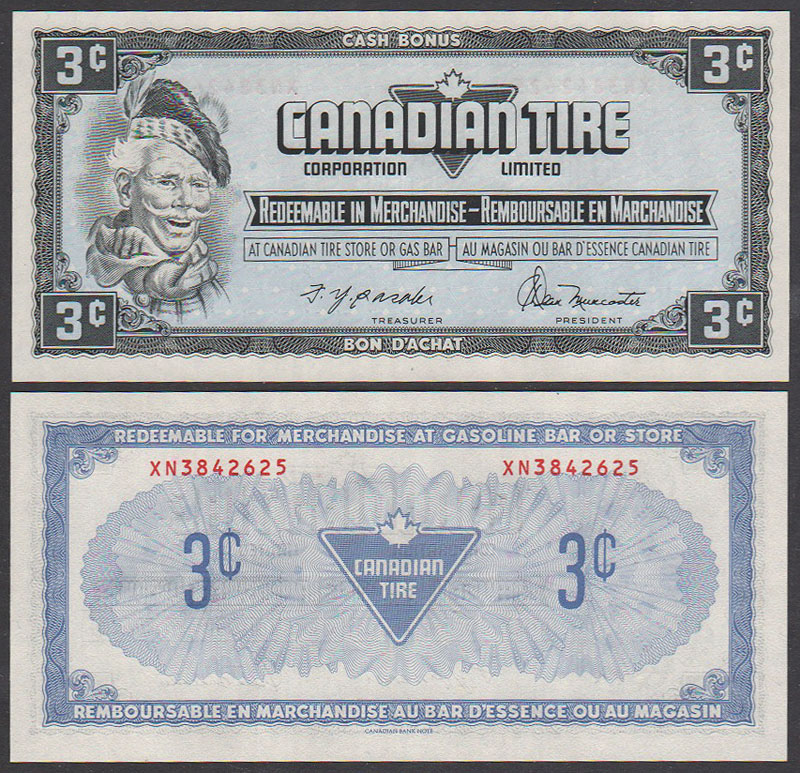 CASH BONUS
3¢ 3¢
CANADIAN TIRE
CORPORATION LIMITED
REDEEMABLE IN MERCHANDISE-REMBOURSABLE EN MARCHANDISE
AT CANADIAN TIRE STORE OR GAS BAR AU MAGASIN OU BAR D'ESSENCE CANADIAN TIRE
TREASURER PRESIDENT
3¢ 3¢
BON D'ACHAT
REDEEMABLE FOR MERCHANDISE AT GASOLINE BAR OR STORE
XN3842625 XN3842625
3¢ 3¢
CANADIAN
TIRE
REMBOURSABLE EN MARCHANDISE AU BAR D'ESSENCE OU AU MAGASIN
CANADIAN BANK NOTE